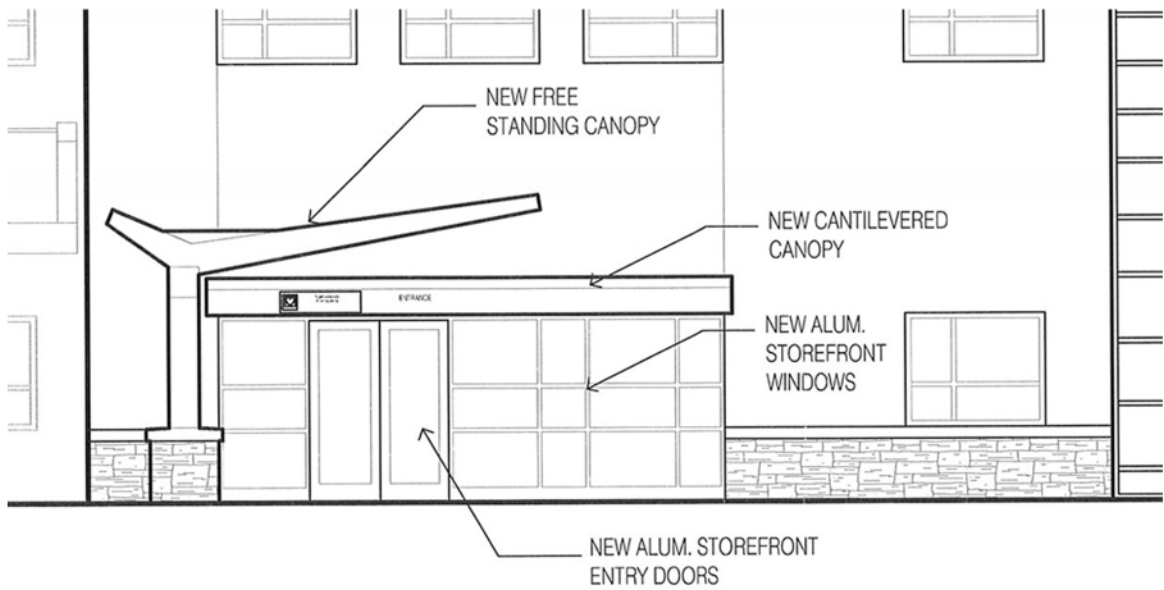 NEW FREE
STANDING CANOPY
NEW CANTILEVERED
CANOPY
ENTRANCE
NEW ALUM.
STOREFRONT
WINDOWS
NEW ALUM. STOREFRONT
ENTRY DOORS